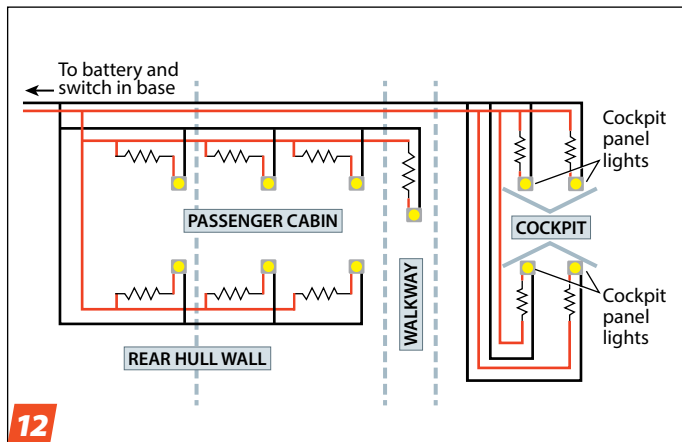 To battery and
switch in base
Cockpit
panel
lights
PASSENGER CABIN
COCKPIT
WALKWAY
Cockpit
panel
lights
REAR HULL WALL
12